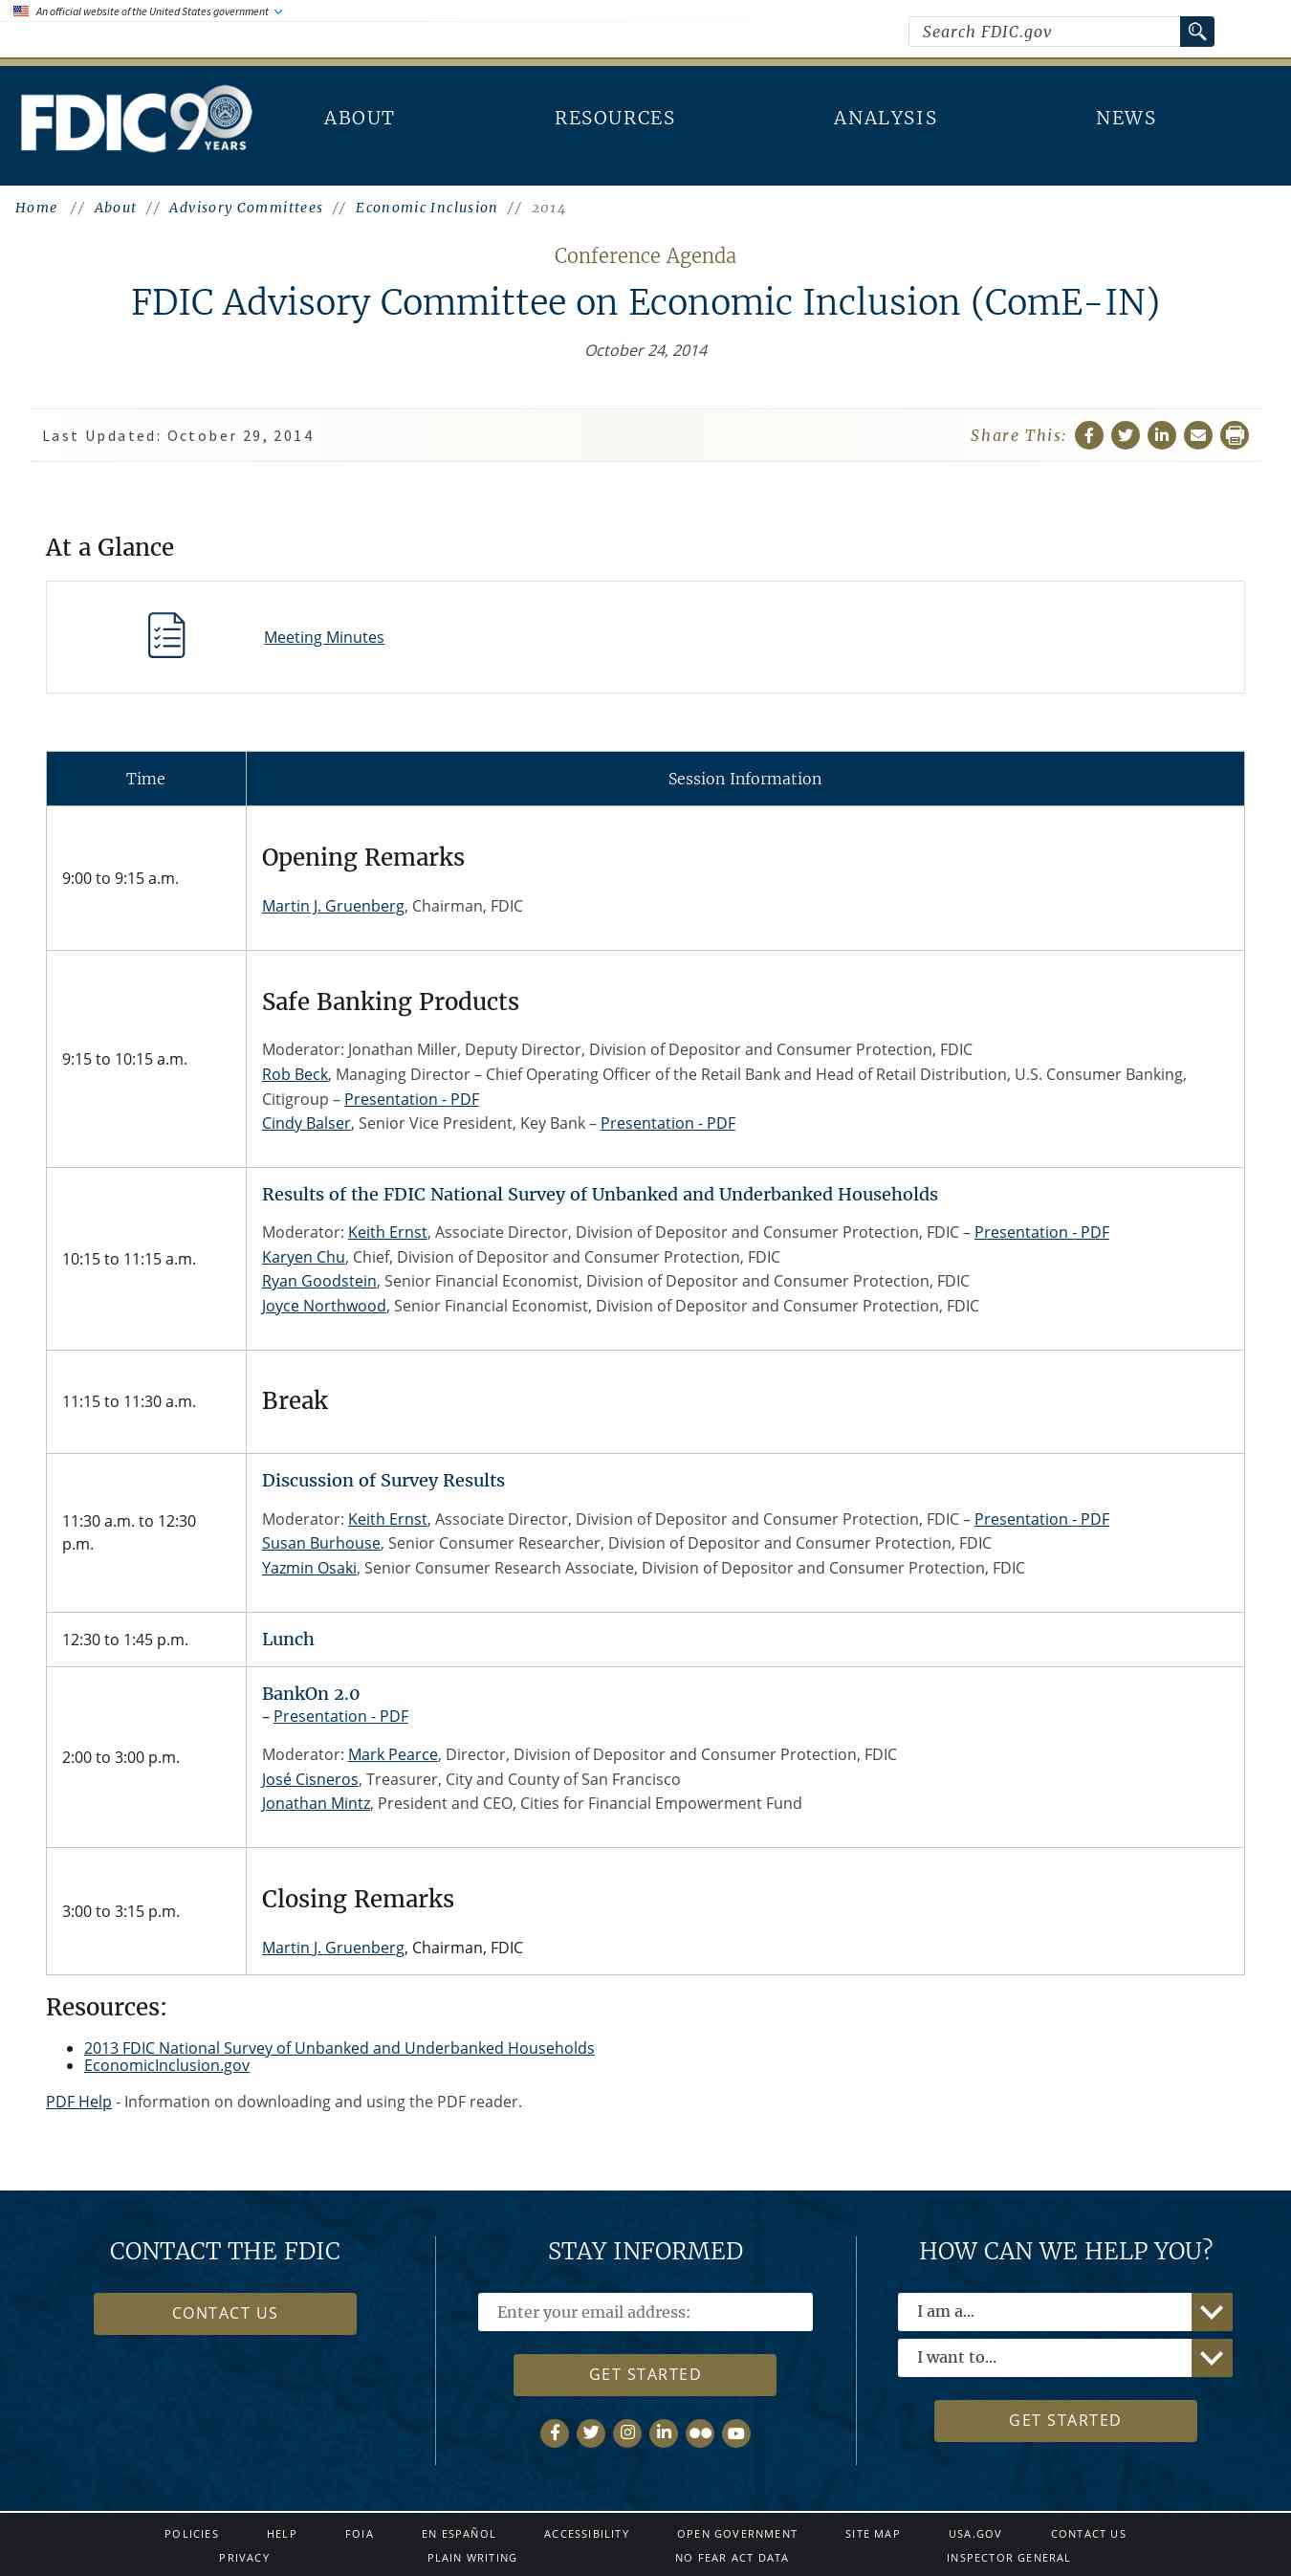 An official website of the United States government
Search FDIC.gov
FDIC 90 YEARS
ABOUT
RESOURCES
ANALYSIS
NEWS
Home // About // Advisory Committees // Economic Inclusion // 2014
Conference Agenda
FDIC Advisory Committee on Economic Inclusion (ComE-IN)
October 24, 2014
Last Updated: October 29, 2014
Share This:
At a Glance
Meeting Minutes
Time
Session Information
9:00 to 9:15 a.m.
Opening Remarks
Martin J. Gruenberg, Chairman, FDIC
9:15 to 10:15 a.m.
Safe Banking Products
Moderator: Jonathan Miller, Deputy Director, Division of Depositor and Consumer Protection, FDIC
Rob Beck, Managing Director – Chief Operating Officer of the Retail Bank and Head of Retail Distribution, U.S. Consumer Banking,
Citigroup – Presentation - PDF
Cindy Balser, Senior Vice President, Key Bank – Presentation - PDF
10:15 to 11:15 a.m.
Results of the FDIC National Survey of Unbanked and Underbanked Households
Moderator: Keith Ernst, Associate Director, Division of Depositor and Consumer Protection, FDIC – Presentation - PDF
Karyen Chu, Chief, Division of Depositor and Consumer Protection, FDIC
Ryan Goodstein, Senior Financial Economist, Division of Depositor and Consumer Protection, FDIC
Joyce Northwood, Senior Financial Economist, Division of Depositor and Consumer Protection, FDIC
11:15 to 11:30 a.m.
Break
11:30 a.m. to 12:30
p.m.
Discussion of Survey Results
Moderator: Keith Ernst, Associate Director, Division of Depositor and Consumer Protection, FDIC – Presentation - PDF
Susan Burhouse, Senior Consumer Researcher, Division of Depositor and Consumer Protection, FDIC
Yazmin Osaki, Senior Consumer Research Associate, Division of Depositor and Consumer Protection, FDIC
12:30 to 1:45 p.m.
Lunch
2:00 to 3:00 p.m.
BankOn 2.0
– Presentation - PDF
Moderator: Mark Pearce, Director, Division of Depositor and Consumer Protection, FDIC
José Cisneros, Treasurer, City and County of San Francisco
Jonathan Mintz, President and CEO, Cities for Financial Empowerment Fund
3:00 to 3:15 p.m.
Closing Remarks
Martin J. Gruenberg, Chairman, FDIC
Resources:
• 2013 FDIC National Survey of Unbanked and Underbanked Households
• EconomicInclusion.gov
PDF Help - Information on downloading and using the PDF reader.
CONTACT THE FDIC
CONTACT US
STAY INFORMED
Enter your email address:
GET STARTED
HOW CAN WE HELP YOU?
I am a...
I want to...
GET STARTED
POLICIES HELP FOIA EN ESPAÑOL ACCESSIBILITY OPEN GOVERNMENT SITE MAP USA.GOV CONTACT US
PRIVACY PLAIN WRITING NO FEAR ACT DATA INSPECTOR GENERAL